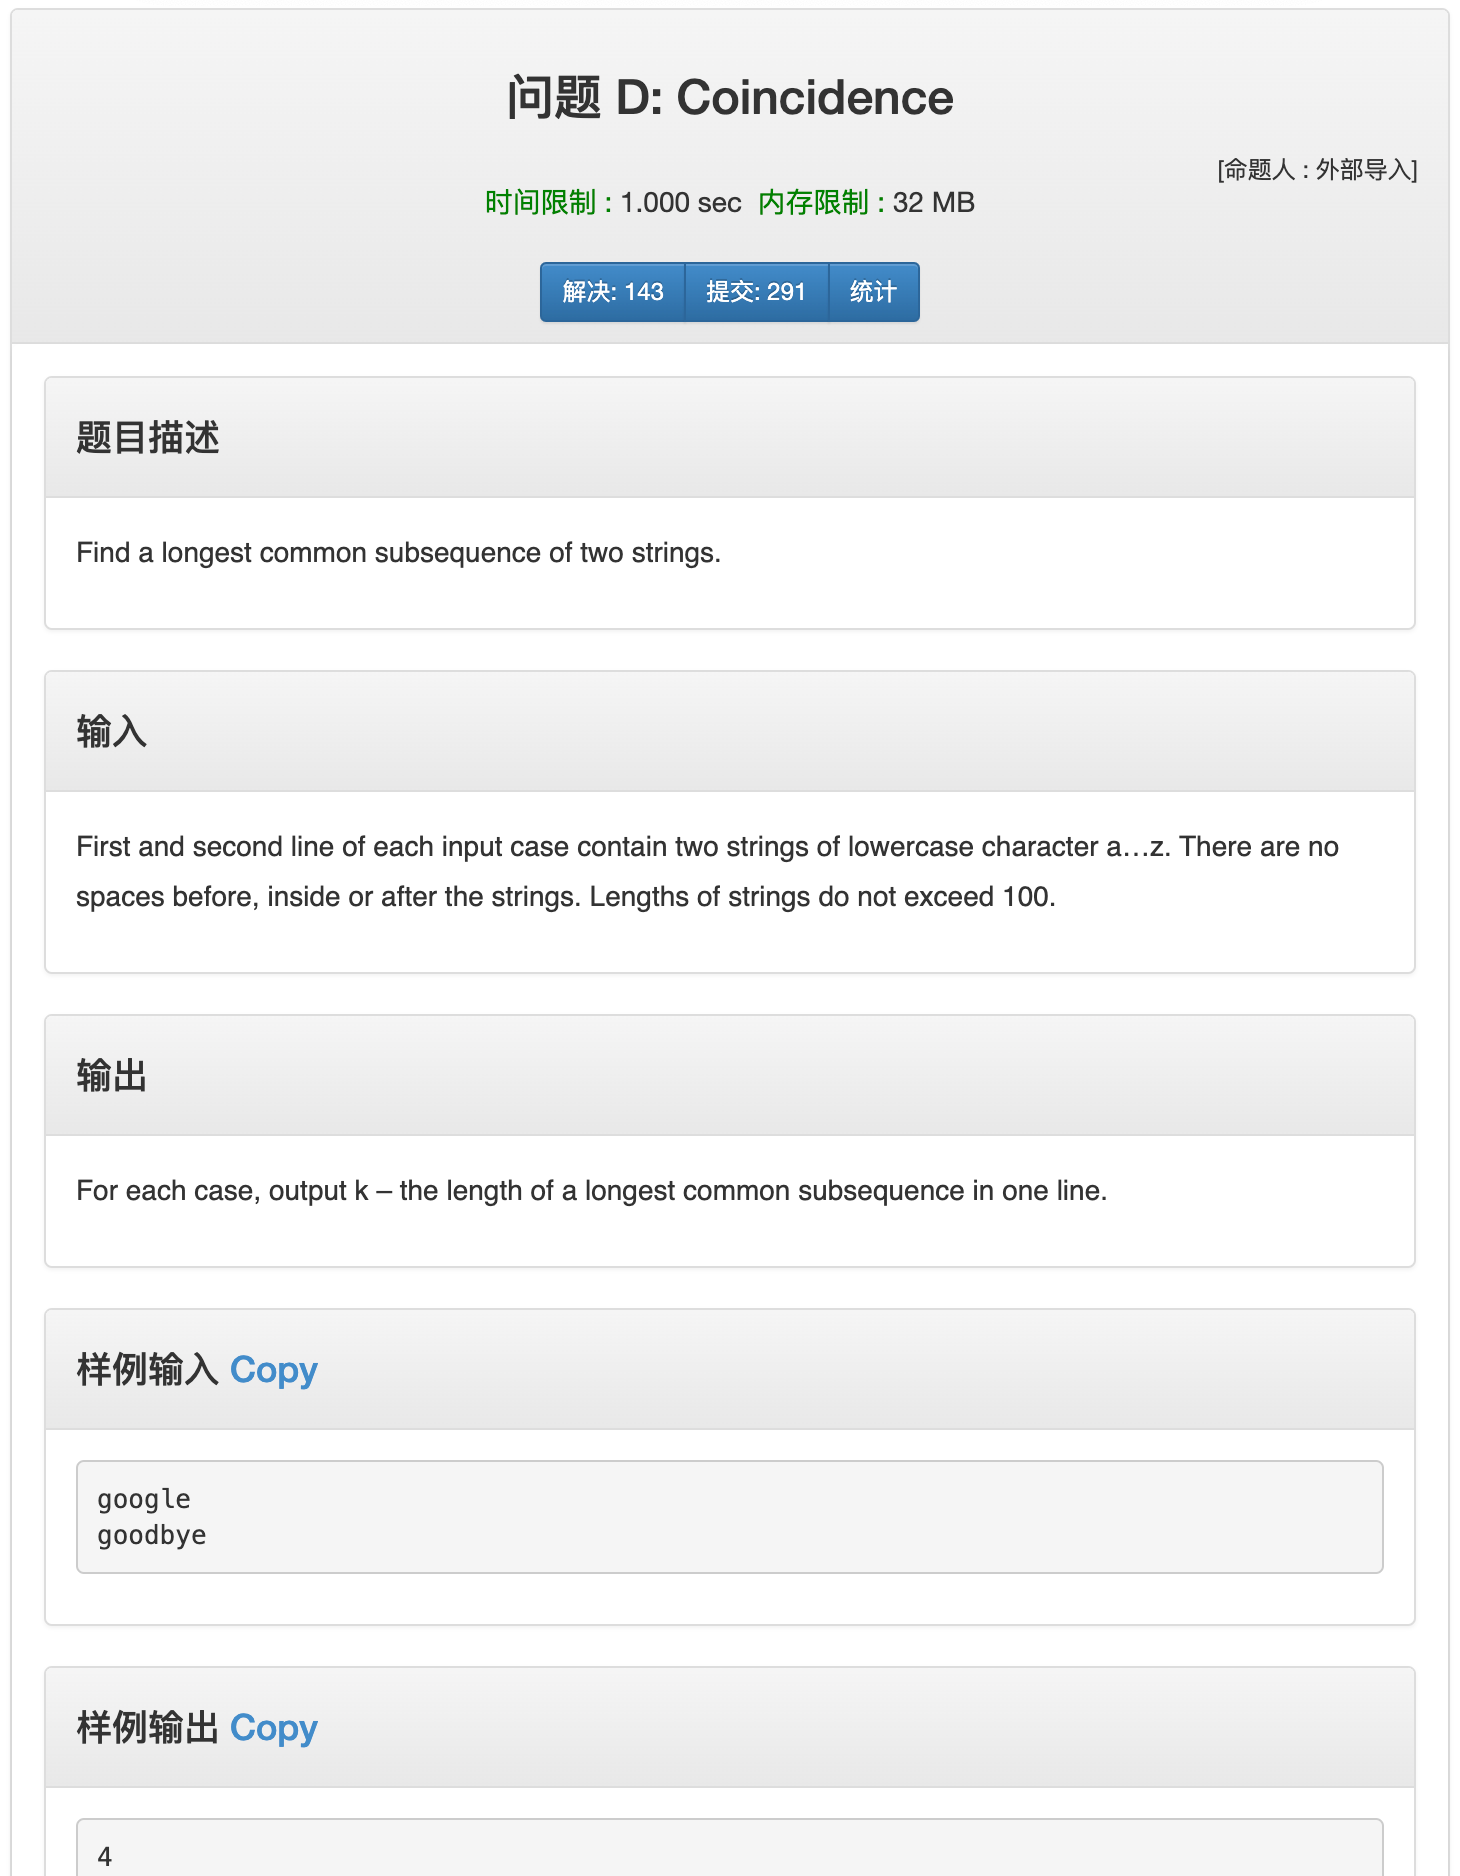 问题 D: Coincidence
[命题人 : 外部导入]
时间限制 : 1.000 sec 内存限制 : 32 MB
解决: 143 提交: 291 统计
题目描述
Find a longest common subsequence of two strings.
输入
First and second line of each input case contain two strings of lowercase character a…z. There are no
spaces before, inside or after the strings. Lengths of strings do not exceed 100.
输出
For each case, output k – the length of a longest common subsequence in one line.
样例输入 Copy
google
goodbye
样例输出 Copy
4